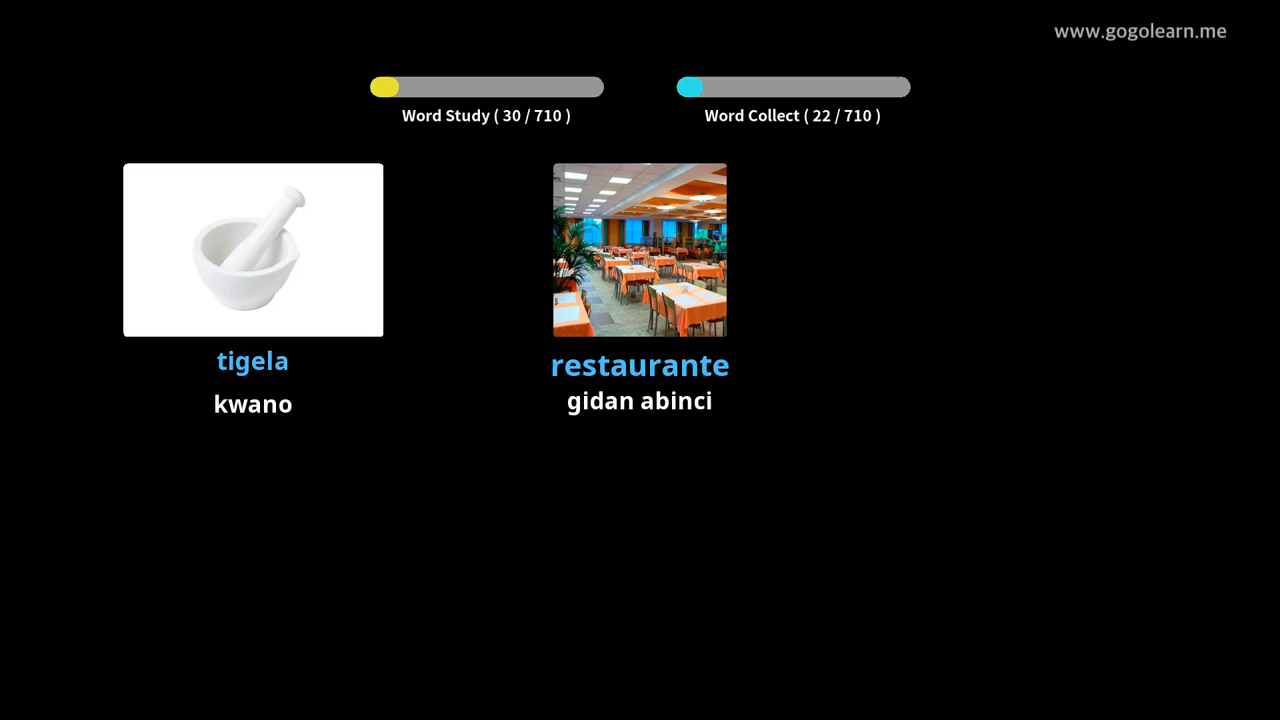 www.gogolearn.me
Word Study ( 30 / 710 )
Word Collect ( 22 / 710 )
tigela
kwano
restaurante
gidan abinci